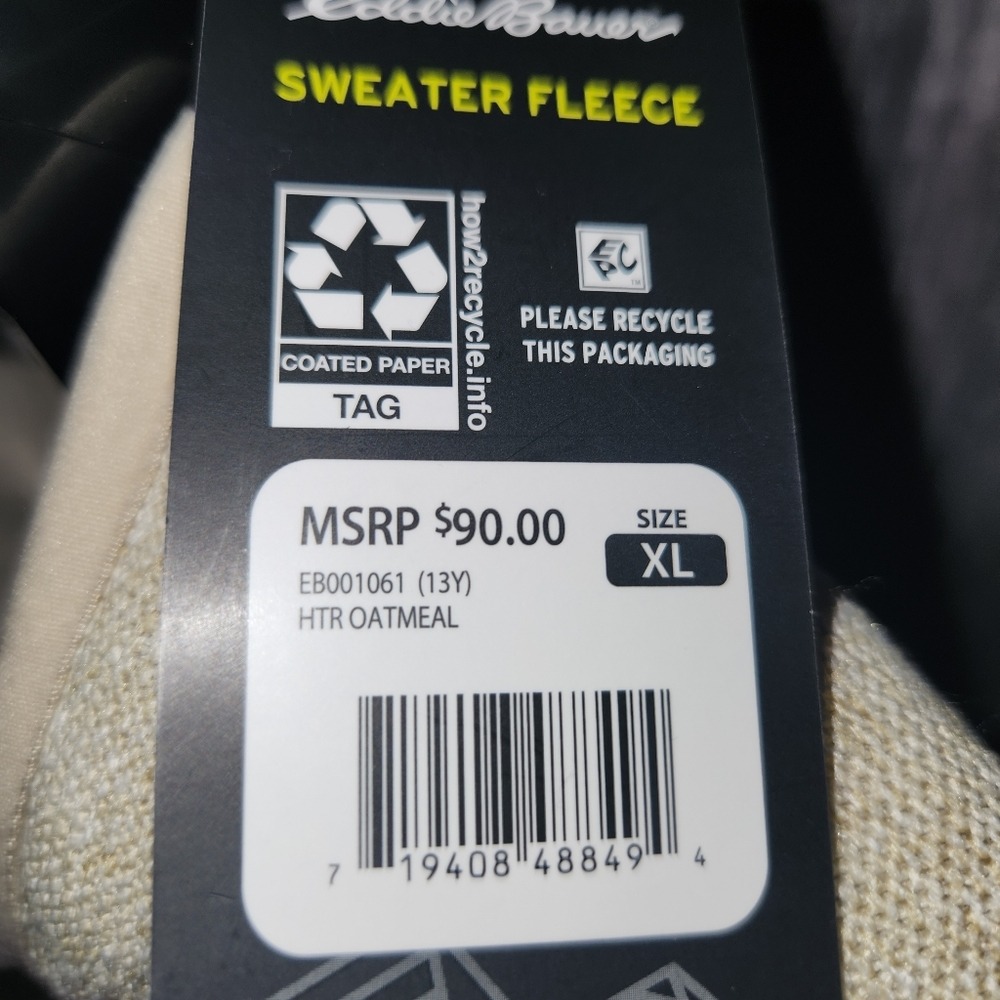 Eddie Bauer
SWEATER FLEECE
how2recycle.info
COATED PAPER
TAG
TM
PLEASE RECYCLE
THIS PACKAGING
MSRP $90.00
SIZE
XL
EB001061 (13Y)
HTR OATMEAL
7 19408 48849 4